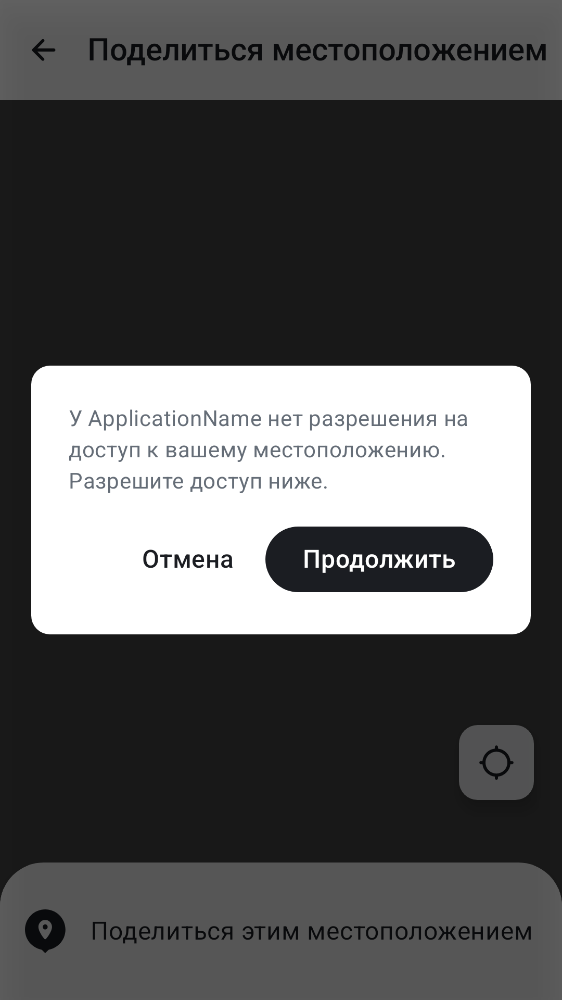 Поделиться местоположением
У ApplicationName нет разрешения на
доступ к вашему местоположению.
Разрешите доступ ниже.
Отмена
Продолжить
Поделиться этим местоположением